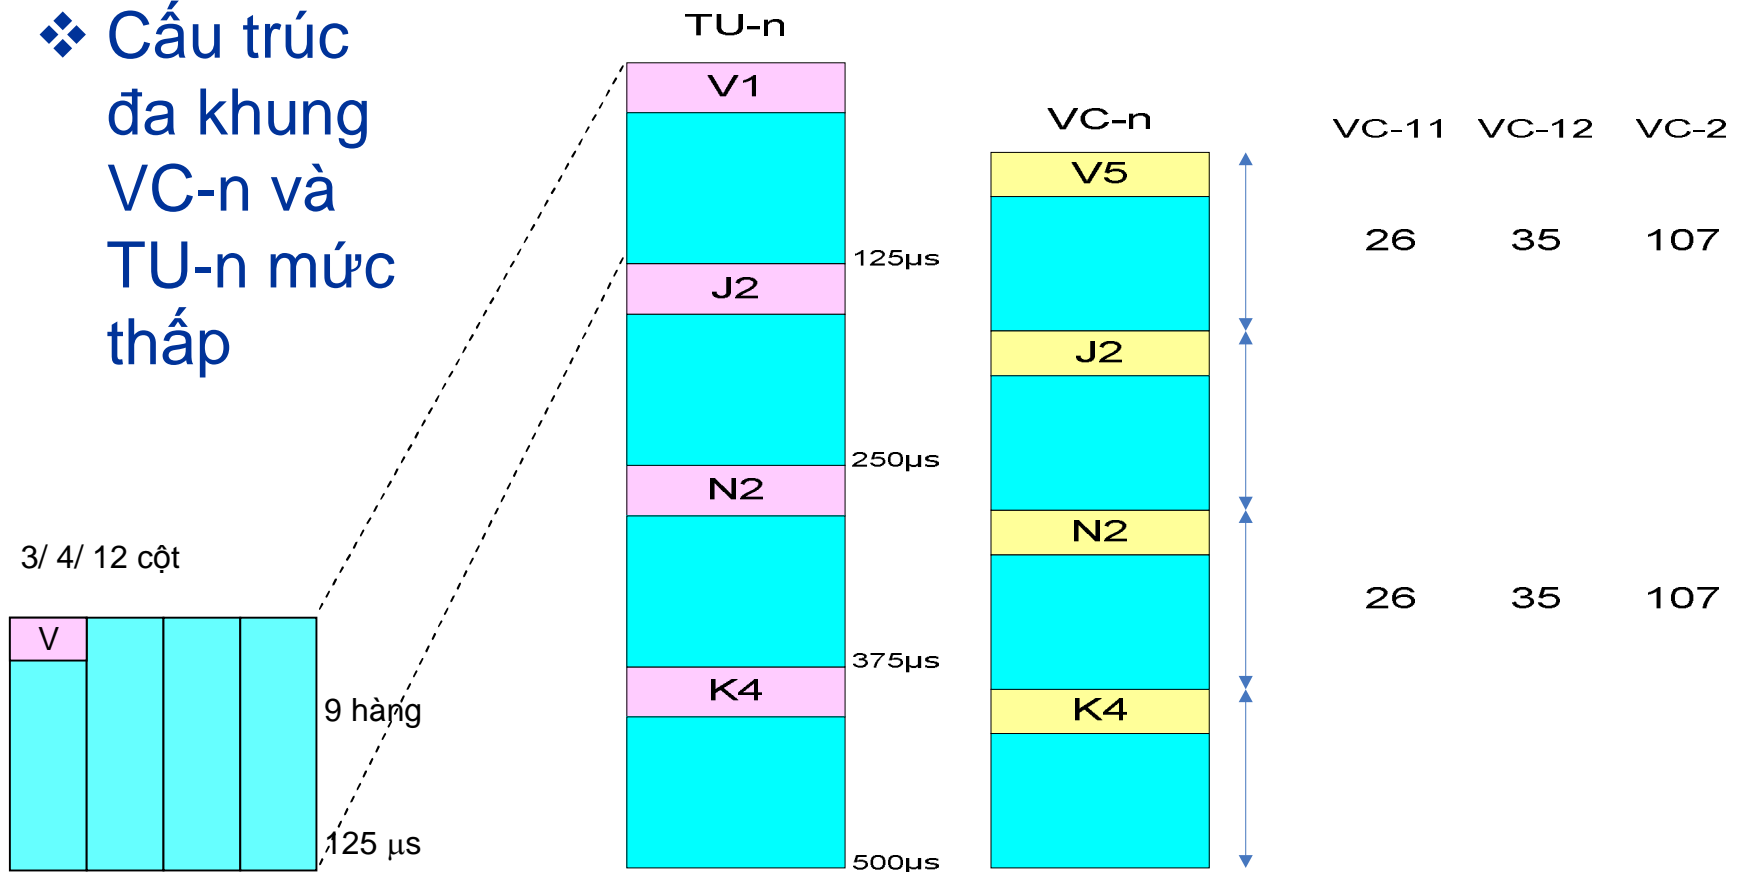 ❖ Cấu trúc
đa khung
VC-n và
TU-n mức
thấp
3/ 4/ 12 cột
V
9 hàng
125 μs
TU-n
V1
125µs
J2
250µs
N2
375µs
K4
500µs
VC-n
V5
J2
N2
K4
VC-11 VC-12 VC-2
26 35 107
26 35 107